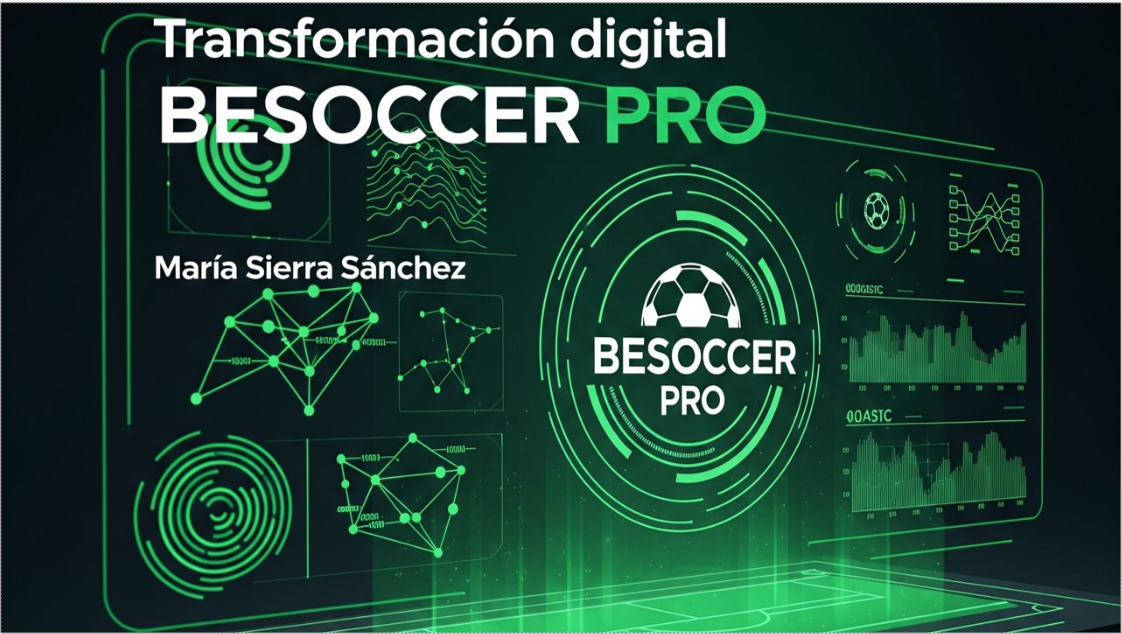 Transformación digital
BESOCCER PRO
María Sierra Sánchez
BESOCCER
PRO